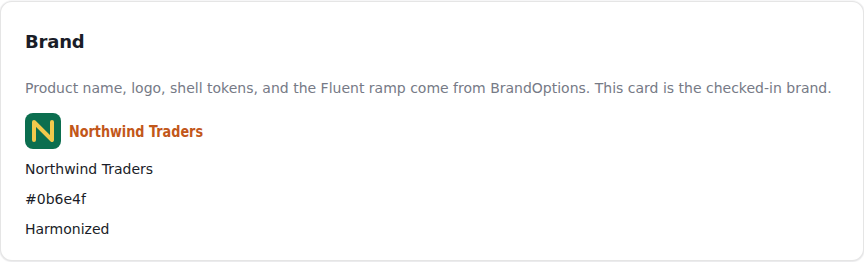 Brand
Product name, logo, shell tokens, and the Fluent ramp come from BrandOptions. This card is the checked-in brand.
N Northwind Traders
Northwind Traders
#0b6e4f
Harmonized